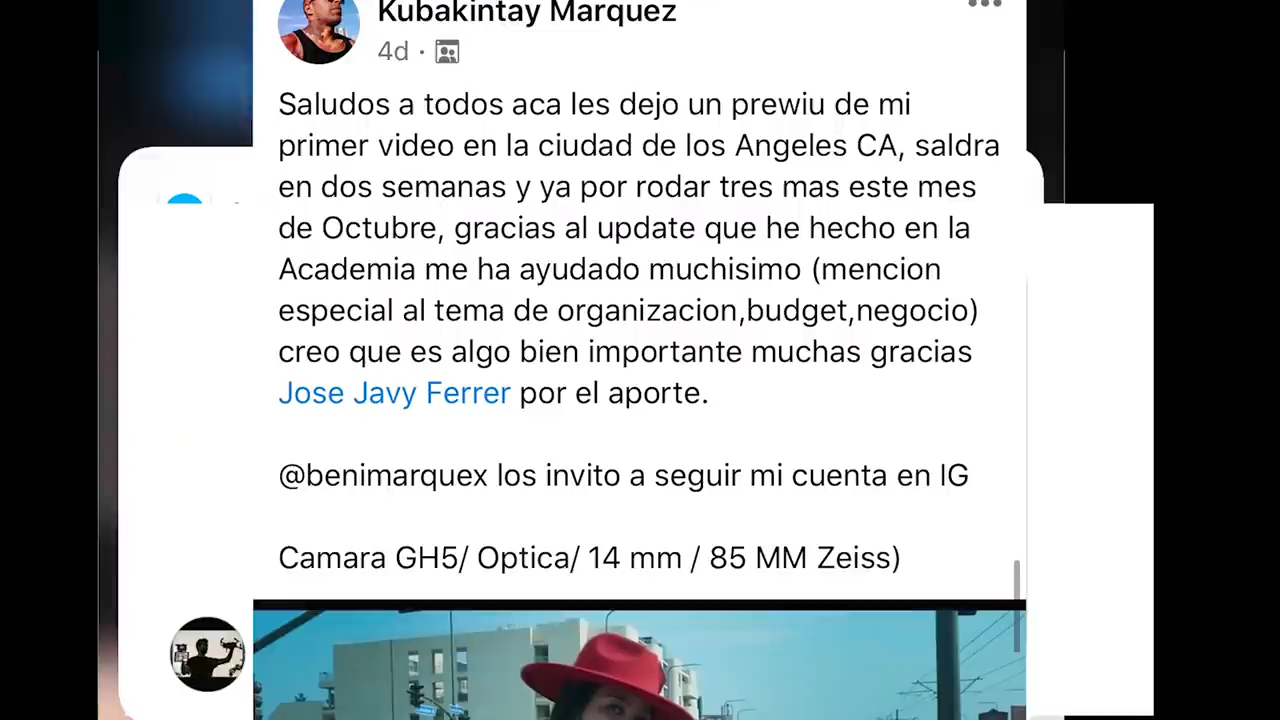 Kubakintay Marquez
4d ·
Saludos a todos aca les dejo un prewiu de mi
primer video en la ciudad de los Angeles CA, saldra
en dos semanas y ya por rodar tres mas este mes
de Octubre, gracias al update que he hecho en la
Academia me ha ayudado muchisimo (mencion
especial al tema de organizacion,budget,negocio)
creo que es algo bien importante muchas gracias
Jose Javy Ferrer por el aporte.
@benimarquex los invito a seguir mi cuenta en IG
Camara GH5/ Optica/ 14 mm / 85 MM Zeiss)